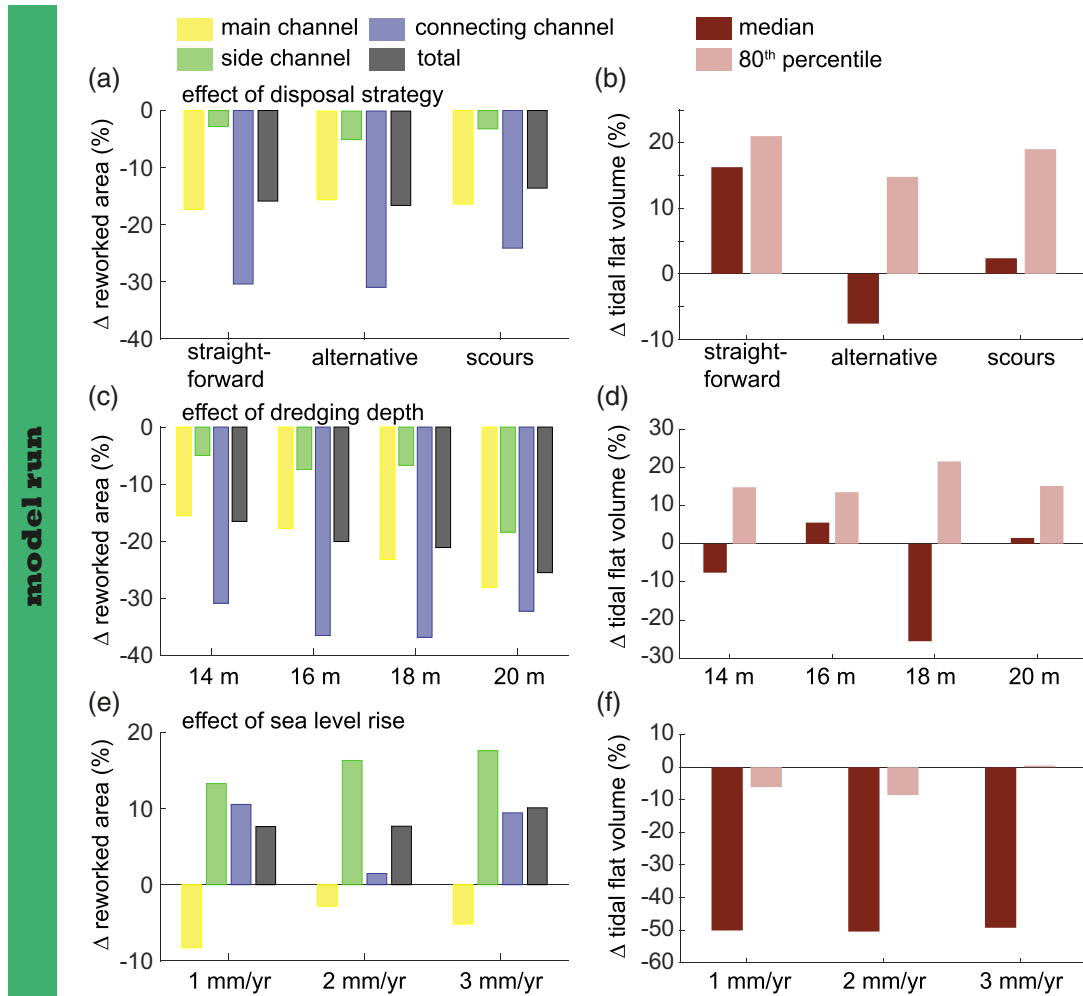 model run
main channel
connecting channel
median
side channel
total
80th percentile
(a)
effect of disposal strategy
Δ reworked area (%)
0
-10
-20
-30
-40
straight-
forward
alternative
scours
(b)
Δ tidal flat volume (%)
20
10
0
-10
straight-
forward
alternative
scours
(c)
effect of dredging depth
Δ reworked area (%)
0
-10
-20
-30
-40
14 m
16 m
18 m
20 m
(d)
Δ tidal flat volume (%)
30
20
10
0
-10
-20
-30
14 m
16 m
18 m
20 m
(e)
effect of sea level rise
Δ reworked area (%)
20
10
0
-10
1 mm/yr
2 mm/yr
3 mm/yr
(f)
Δ tidal flat volume (%)
10
0
-10
-20
-30
-40
-50
-60
1 mm/yr
2 mm/yr
3 mm/yr